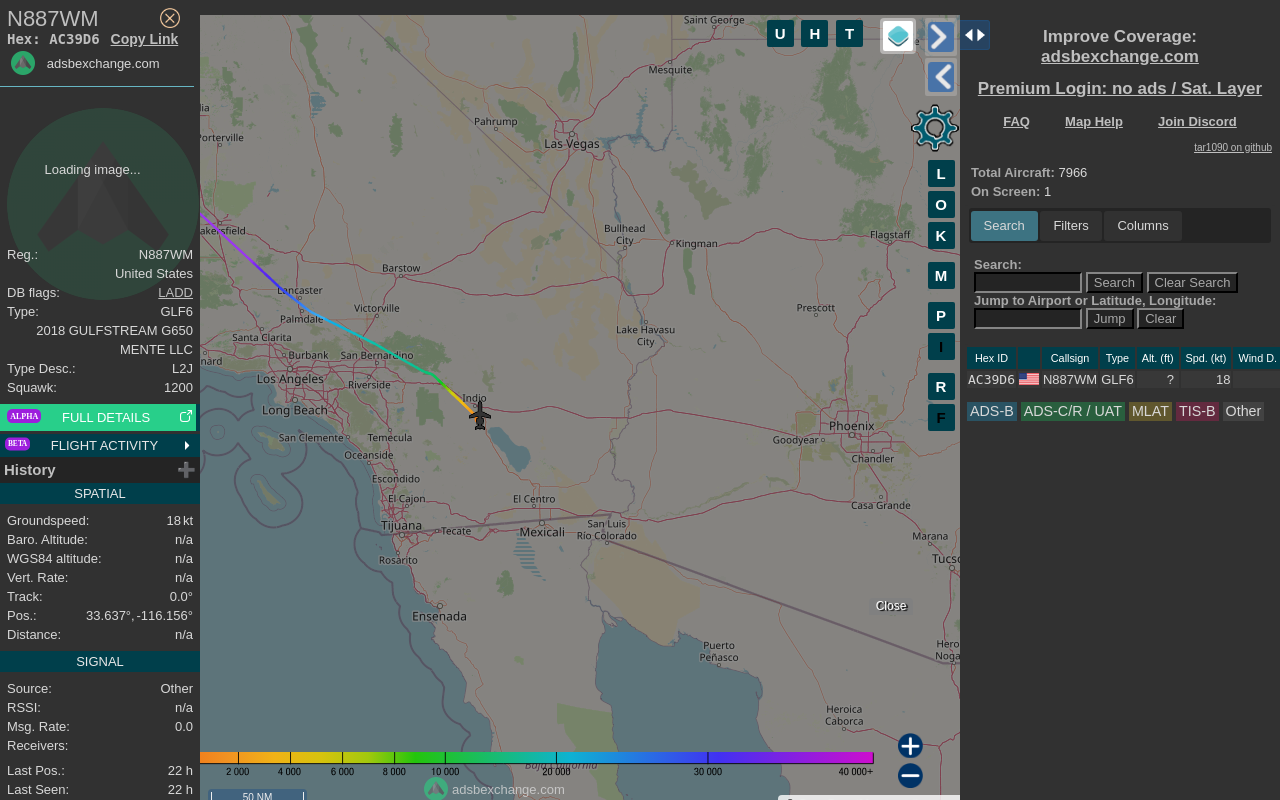 N887WM
Hex: AC39D6 Copy Link
adsbexchange.com
Loading image...
Reg.: N887WM
United States
DB flags: LADD
Type: GLF6
2018 GULFSTREAM G650
MENTE LLC
Type Desc.: L2J
Squawk: 1200
ALPHA FULL DETAILS
BETA FLIGHT ACTIVITY
History
SPATIAL
Groundspeed: 18 kt
Baro. Altitude: n/a
WGS84 altitude: n/a
Vert. Rate: n/a
Track: 0.0°
Pos.: 33.637°, -116.156°
Distance: n/a
SIGNAL
Source: Other
RSSI: n/a
Msg. Rate: 0.0
Receivers:
Last Pos.: 22 h
Last Seen: 22 h
Saint George
U H T
Mesquite
Pahrump
Las Vegas
Porterville
akersfield
Bullhead
City
Kingman
Flagstaff
Barstow
Lancaster
Palmdale
Victorville
Prescott
Lake Havasu
City
Santa Clarita
nard
Burbank
San Bernardino
Los Angeles
Riverside
Long Beach
Indio
San Clemente
Temecula
Oceanside
Escondido
Phoenix
Goodyear
Chandler
El Cajon
El Centro
Casa Grande
Tijuana
Tecate
Mexicali
San Luis
Río Colorado
Marana
Tucso
Rosarito
Ensenada
Close
Puerto
Peñasco
Hero
Noga
Heroica
Caborca
Baja California
L
O
K
M
P
I
R
F
2 000 4 000 6 000 8 000 10 000 20 000 30 000 40 000+
adsbexchange.com
50 NM
Improve Coverage:
adsbexchange.com
Premium Login: no ads / Sat. Layer
FAQ Map Help Join Discord
tar1090 on github
Total Aircraft: 7966
On Screen: 1
Search Filters Columns
Search:
Search Clear Search
Jump to Airport or Latitude, Longitude:
Jump Clear
Hex ID Callsign Type Alt. (ft) Spd. (kt) Wind D.
AC39D6 N887WM GLF6 ? 18
ADS-B ADS-C/R / UAT MLAT TIS-B Other